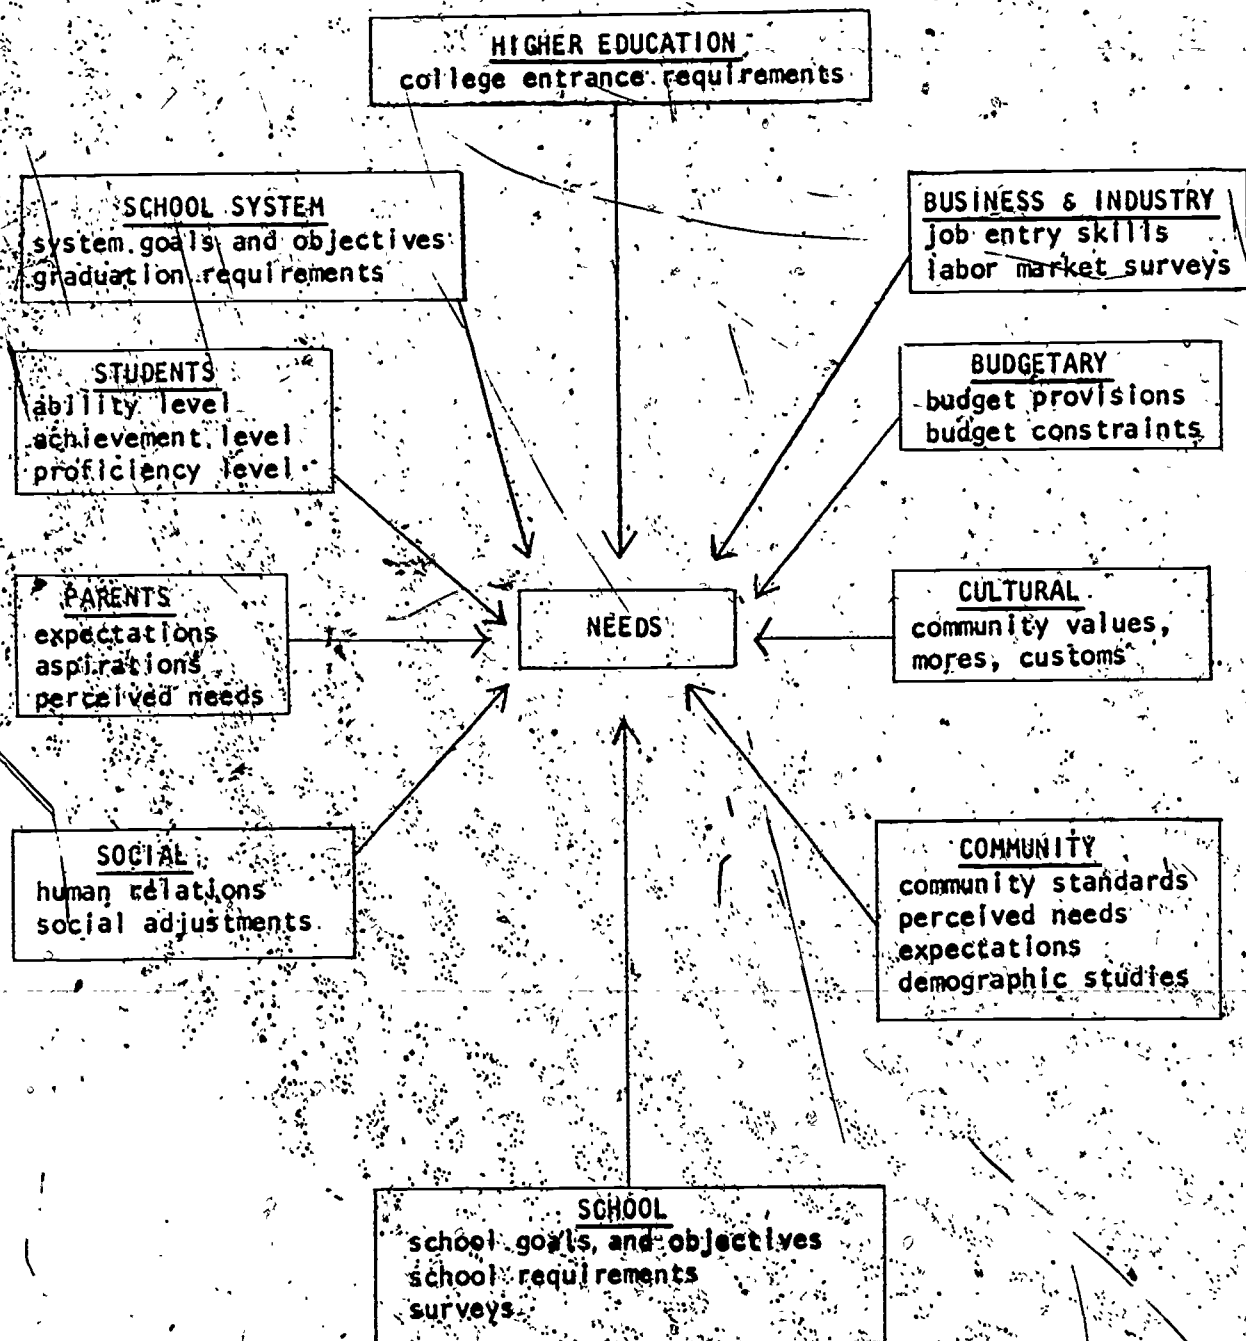 HIGHER EDUCATION
college entrance requirements
SCHOOL SYSTEM
system goals and objectives
graduation requirements
BUSINESS & INDUSTRY
job entry skills
labor market surveys
STUDENTS
ability level
achievement level
proficiency level
BUDGETARY
budget provisions
budget constraints
PARENTS
expectations
aspirations
perceived needs
NEEDS
CULTURAL
community values,
mores, customs
SOCIAL
human relations
social adjustments
COMMUNITY
community standards
perceived needs
expectations
demographic studies
SCHOOL
school goals, and objectives
school requirements
surveys